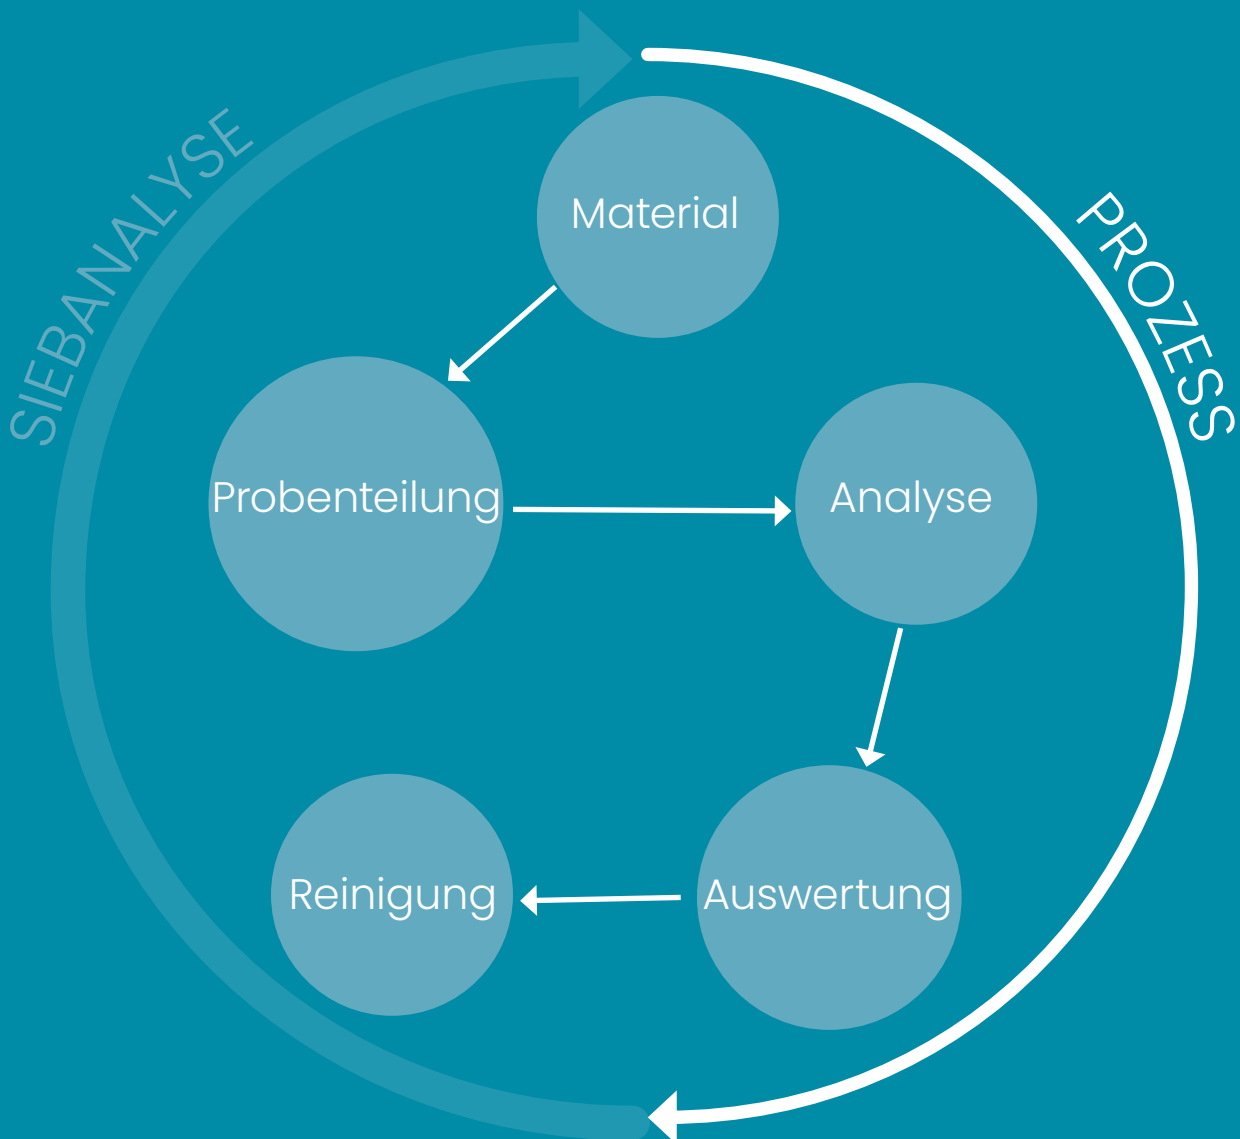 SIEBANALYSE
PROZESS
Material
Probenteilung
Analyse
Auswertung
Reinigung